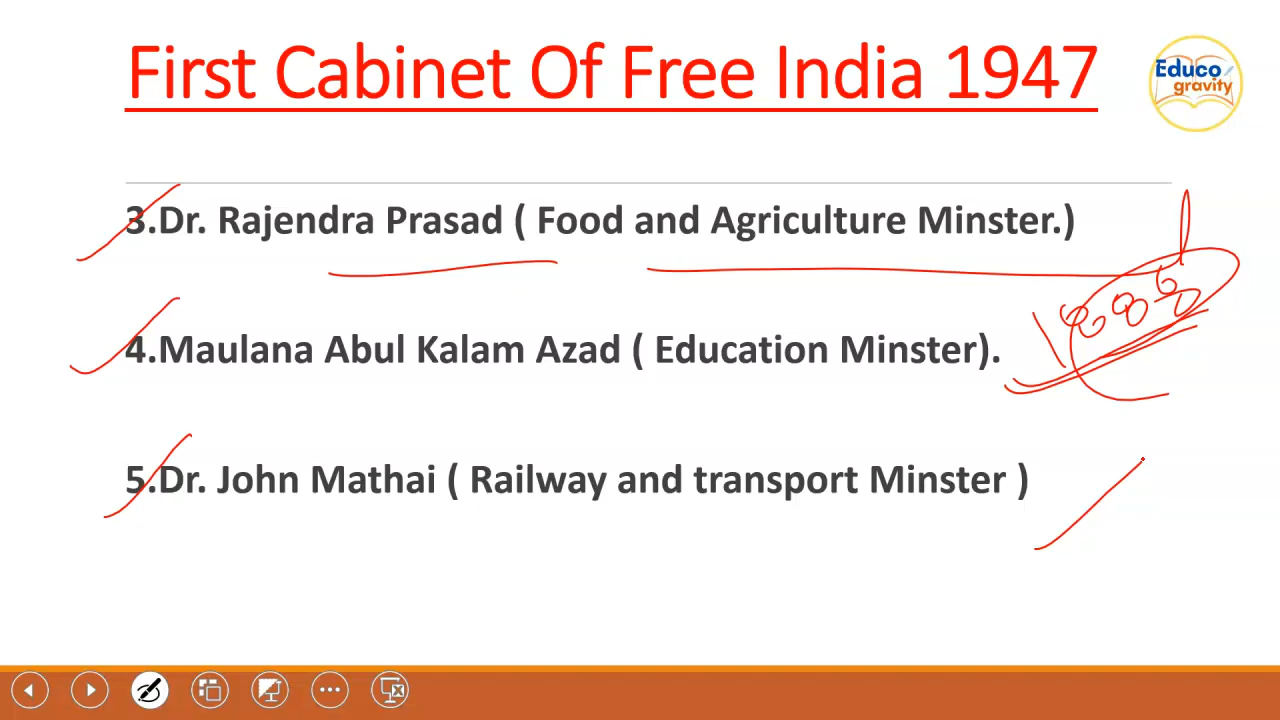 First Cabinet Of Free India 1947
Educo
gravity
3.Dr. Rajendra Prasad ( Food and Agriculture Minster.)
4.Maulana Abul Kalam Azad ( Education Minster).
5.Dr. John Mathai ( Railway and transport Minster )